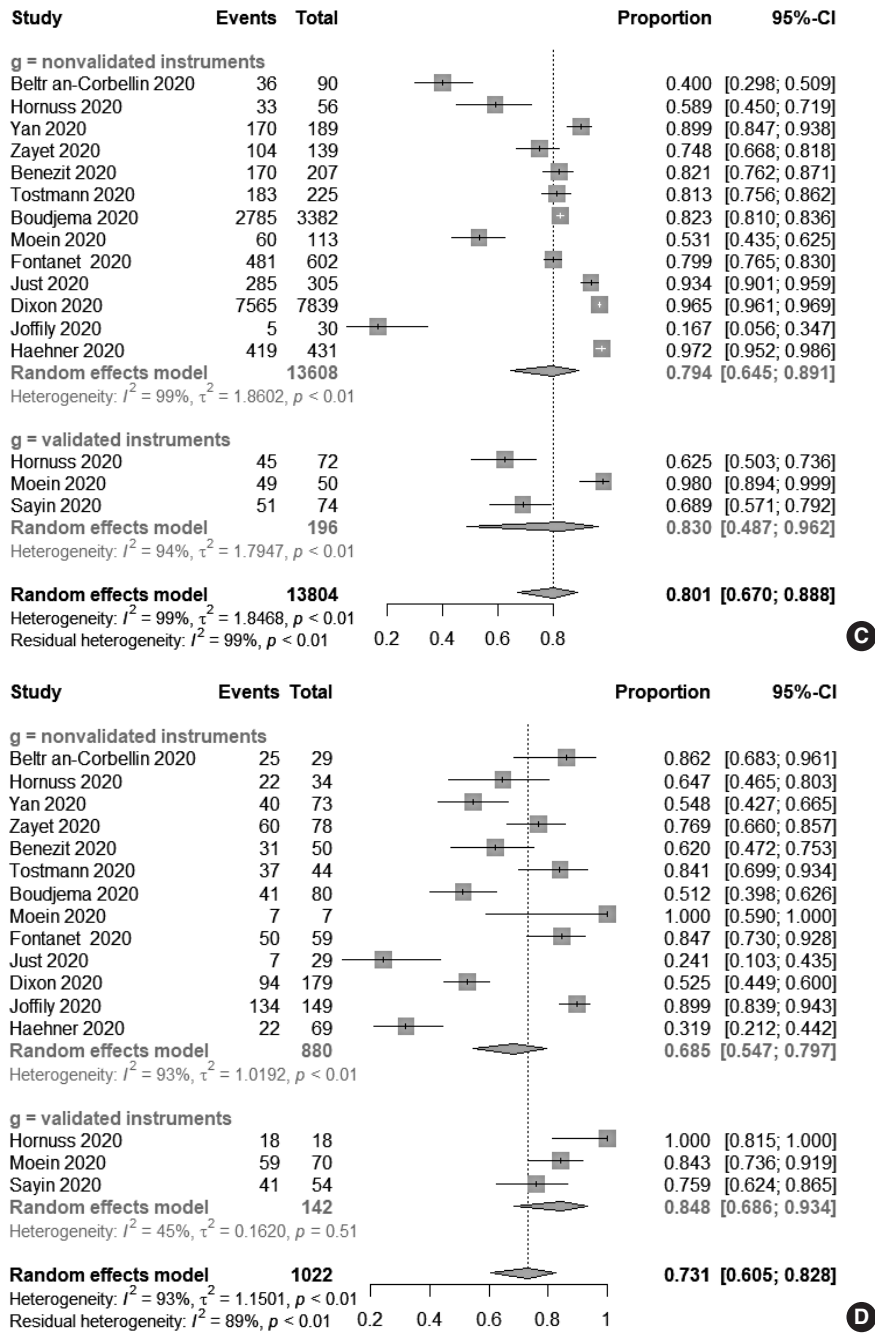 Study Events Total Proportion 95%-CI
g = nonvalidated instruments
Beltr an-Corbellin 2020 36 90 0.400 [0.298; 0.509]
Hornuss 2020 33 56 0.589 [0.450; 0.719]
Yan 2020 170 189 0.899 [0.847; 0.938]
Zayet 2020 104 139 0.748 [0.668; 0.818]
Benezit 2020 170 207 0.821 [0.762; 0.871]
Tostmann 2020 183 225 0.813 [0.756; 0.862]
Boudjema 2020 2785 3382 0.823 [0.810; 0.836]
Moein 2020 60 113 0.531 [0.435; 0.625]
Fontanet 2020 481 602 0.799 [0.765; 0.830]
Just 2020 285 305 0.934 [0.901; 0.959]
Dixon 2020 7565 7839 0.965 [0.961; 0.969]
Joffily 2020 5 30 0.167 [0.056; 0.347]
Haehner 2020 419 431 0.972 [0.952; 0.986]
Random effects model 13608 0.794 [0.645; 0.891]
Heterogeneity: I² = 99%, τ² = 1.8602, p < 0.01
g = validated instruments
Hornuss 2020 45 72 0.625 [0.503; 0.736]
Moein 2020 49 50 0.980 [0.894; 0.999]
Sayin 2020 51 74 0.689 [0.571; 0.792]
Random effects model 196 0.830 [0.487; 0.962]
Heterogeneity: I² = 94%, τ² = 1.7947, p < 0.01
Random effects model 13804 0.801 [0.670; 0.888]
Heterogeneity: I² = 99%, τ² = 1.8468, p < 0.01
Residual heterogeneity: I² = 99%, p < 0.01 0.2 0.4 0.6 0.8
C
Study Events Total Proportion 95%-CI
g = nonvalidated instruments
Beltr an-Corbellin 2020 25 29 0.862 [0.683; 0.961]
Hornuss 2020 22 34 0.647 [0.465; 0.803]
Yan 2020 40 73 0.548 [0.427; 0.665]
Zayet 2020 60 78 0.769 [0.660; 0.857]
Benezit 2020 31 50 0.620 [0.472; 0.753]
Tostmann 2020 37 44 0.841 [0.699; 0.934]
Boudjema 2020 41 80 0.512 [0.398; 0.626]
Moein 2020 7 7 1.000 [0.590; 1.000]
Fontanet 2020 50 59 0.847 [0.730; 0.928]
Just 2020 7 29 0.241 [0.103; 0.435]
Dixon 2020 94 179 0.525 [0.449; 0.600]
Joffily 2020 134 149 0.899 [0.839; 0.943]
Haehner 2020 22 69 0.319 [0.212; 0.442]
Random effects model 880 0.685 [0.547; 0.797]
Heterogeneity: I² = 93%, τ² = 1.0192, p < 0.01
g = validated instruments
Hornuss 2020 18 18 1.000 [0.815; 1.000]
Moein 2020 59 70 0.843 [0.736; 0.919]
Sayin 2020 41 54 0.759 [0.624; 0.865]
Random effects model 142 0.848 [0.686; 0.934]
Heterogeneity: I² = 45%, τ² = 0.1620, p = 0.51
Random effects model 1022 0.731 [0.605; 0.828]
Heterogeneity: I² = 93%, τ² = 1.1501, p < 0.01
Residual heterogeneity: I² = 89%, p < 0.01 0.2 0.4 0.6 0.8 1
D